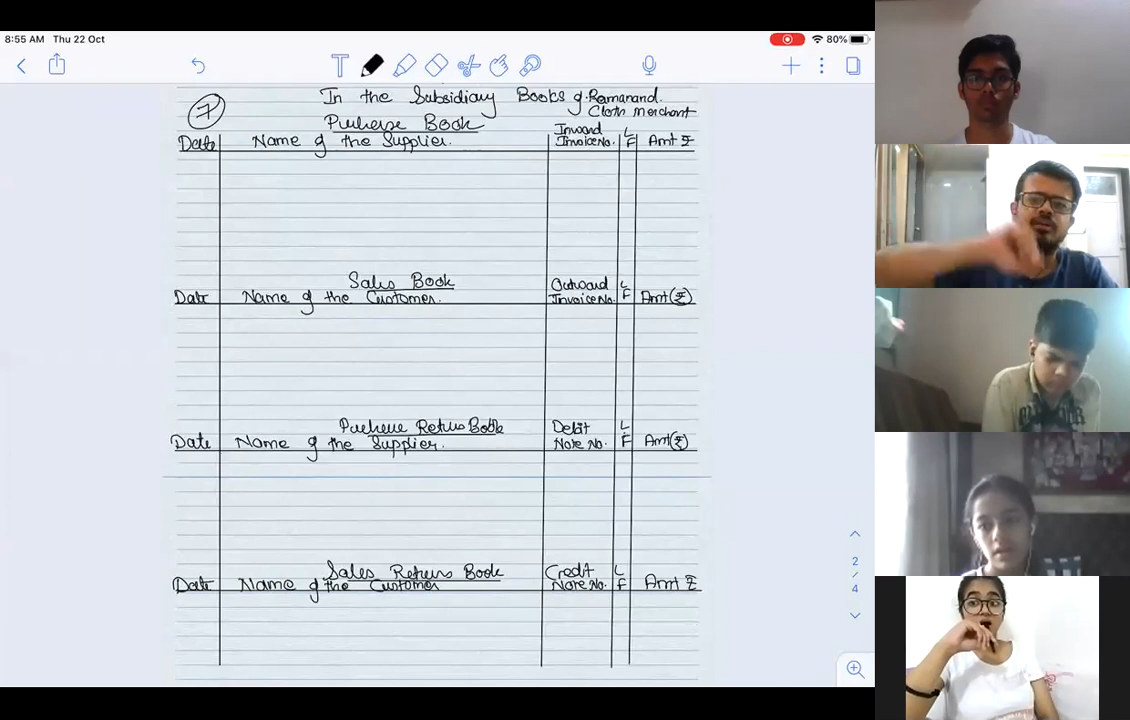 8:55 AM Thu 22 Oct
80%
T
7
In the Subsidiary Books of Ramanand.
Cloth Merchant
Purchase Book
Date Name of the Supplier. Inward Invoice No. L F Amt ₹
Sales Book
Date Name of the Customer. Outward Invoice No. L F Amt (₹)
Purchase Return Book
Date Name of the Supplier. Debit Note No. L.F Amt (₹)
Sales Return Book
Date Name of the Customer Credit Note No. L F Amt ₹
2
/
4